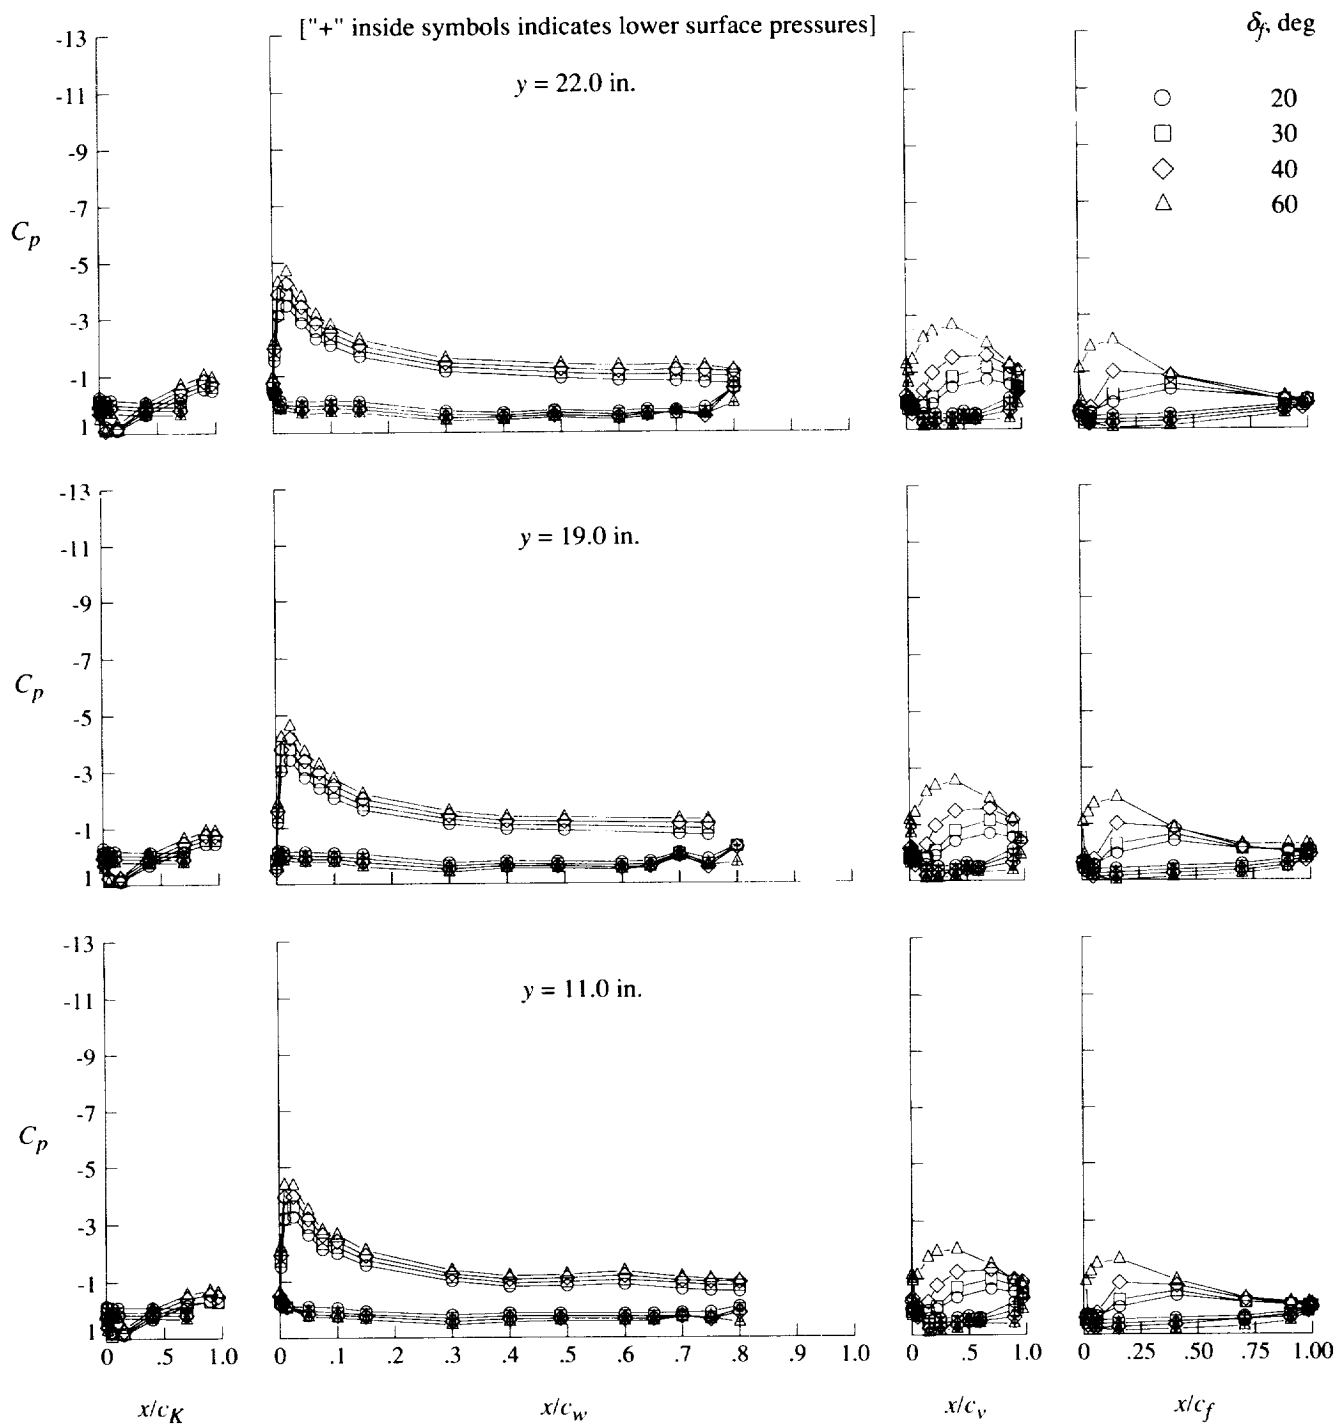 ["+" inside symbols indicates lower surface pressures]
δf, deg
20
30
40
60
y = 22.0 in.
-13
-11
-9
-7
-5
-3
-1
1
Cp
y = 19.0 in.
-13
-11
-9
-7
-5
-3
-1
1
Cp
y = 11.0 in.
-13
-11
-9
-7
-5
-3
-1
1
Cp
0 1.0
0 .1 .2 .3 .4 .5 .6 .7 .8 .9 1.0
0 .5 1.0
0 .25 .50 .75 1.00
x/cK
x/cw
x/cv
x/cf